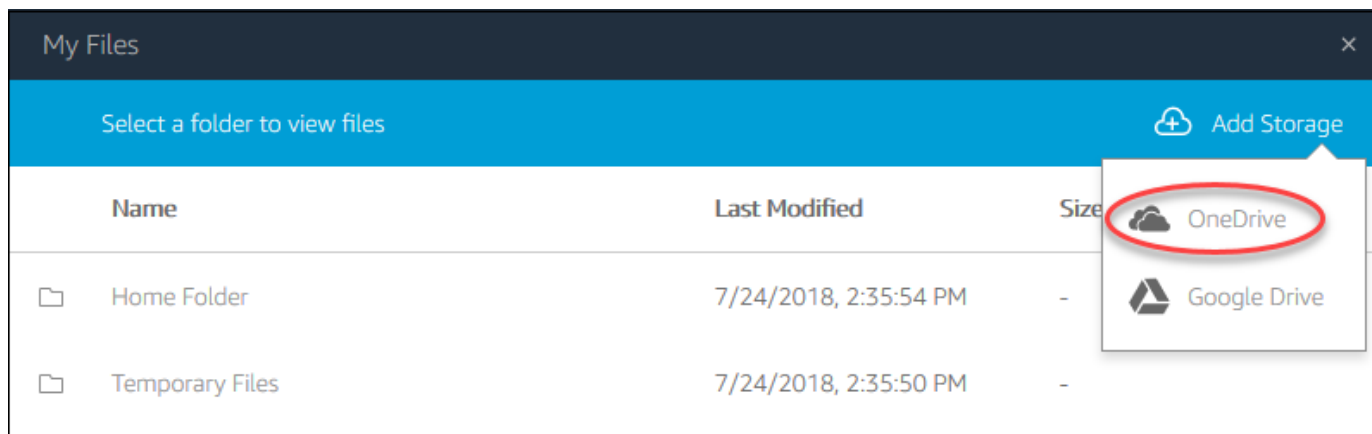 My Files ×
Select a folder to view files Add Storage
Name Last Modified Size
OneDrive
Home Folder 7/24/2018, 2:35:54 PM -
Google Drive
Temporary Files 7/24/2018, 2:35:50 PM -